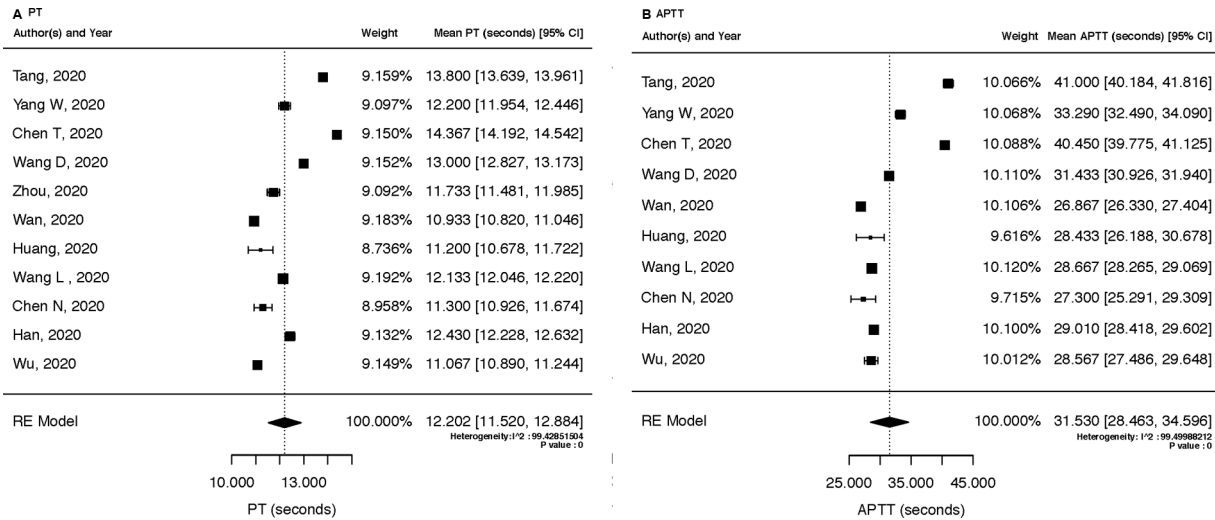 A PT
Author(s) and Year Weight Mean PT (seconds) [95% CI]
Tang, 2020 9.159% 13.800 [13.639, 13.961]
Yang W, 2020 9.097% 12.200 [11.954, 12.446]
Chen T, 2020 9.150% 14.367 [14.192, 14.542]
Wang D, 2020 9.152% 13.000 [12.827, 13.173]
Zhou, 2020 9.092% 11.733 [11.481, 11.985]
Wan, 2020 9.183% 10.933 [10.820, 11.046]
Huang, 2020 8.736% 11.200 [10.678, 11.722]
Wang L , 2020 9.192% 12.133 [12.046, 12.220]
Chen N, 2020 8.958% 11.300 [10.926, 11.674]
Han, 2020 9.132% 12.430 [12.228, 12.632]
Wu, 2020 9.149% 11.067 [10.890, 11.244]
RE Model 100.000% 12.202 [11.520, 12.884]
Heterogeneity: I^2 : 99.42851504
P value : 0
10.000 13.000
PT (seconds)
B APTT
Author(s) and Year Weight Mean APTT (seconds) [95% CI]
Tang, 2020 10.066% 41.000 [40.184, 41.816]
Yang W, 2020 10.068% 33.290 [32.490, 34.090]
Chen T, 2020 10.088% 40.450 [39.775, 41.125]
Wang D, 2020 10.110% 31.433 [30.926, 31.940]
Wan, 2020 10.106% 26.867 [26.330, 27.404]
Huang, 2020 9.616% 28.433 [26.188, 30.678]
Wang L, 2020 10.120% 28.667 [28.265, 29.069]
Chen N, 2020 9.715% 27.300 [25.291, 29.309]
Han, 2020 10.100% 29.010 [28.418, 29.602]
Wu, 2020 10.012% 28.567 [27.486, 29.648]
RE Model 100.000% 31.530 [28.463, 34.596]
Heterogeneity: I^2 : 99.49988212
P value : 0
25.000 35.000 45.000
APTT (seconds)